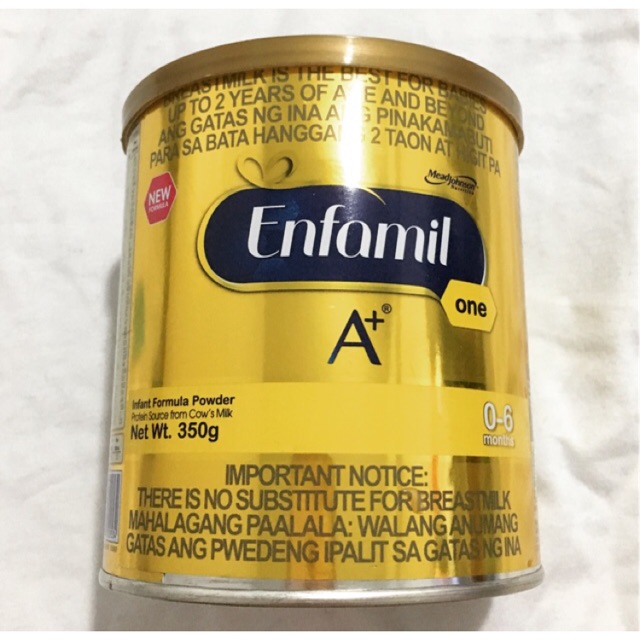 BREASTMILK IS THE BEST FOR BABIES
UP TO 2 YEARS OF AGE AND BEYOND
ANG GATAS NG INA ANG PINAKAMABUTI
PARA SA BATA HANGGANG 2 TAON AT HIGIT PA
MeadJohnson
Nutrition
NEW
FORMULA
Enfamil
one
A+®
Infant Formula Powder
Protein Source from Cow's Milk
Net Wt. 350g
0-6
months
IMPORTANT NOTICE:
THERE IS NO SUBSTITUTE FOR BREASTMILK
MAHALAGANG PAALALA: WALANG ANUMANG
GATAS ANG PWEDENG IPALIT SA GATAS NG INA